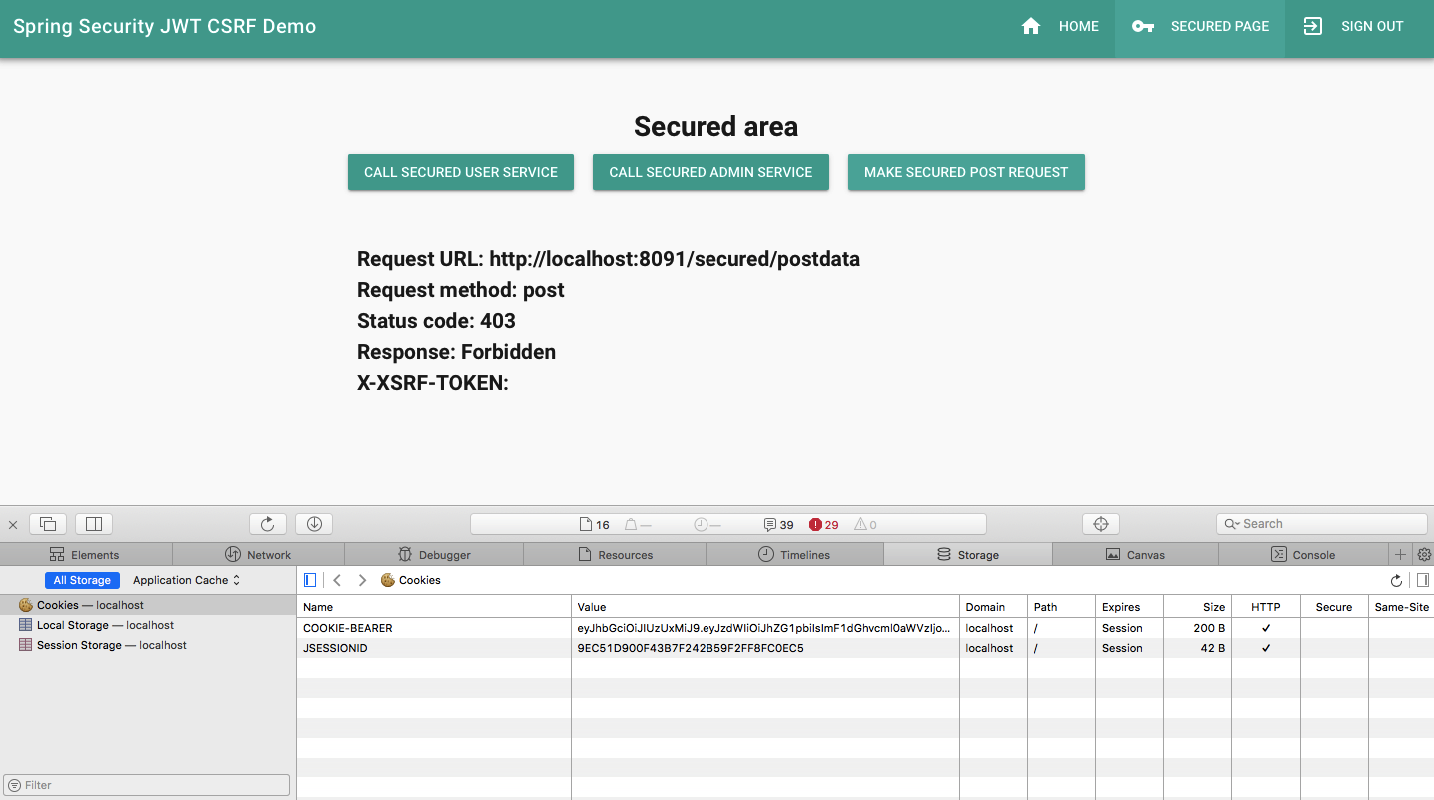 Spring Security JWT CSRF Demo
HOME
SECURED PAGE
SIGN OUT
Secured area
CALL SECURED USER SERVICE
CALL SECURED ADMIN SERVICE
MAKE SECURED POST REQUEST
Request URL: http://localhost:8091/secured/postdata
Request method: post
Status code: 403
Response: Forbidden
X-XSRF-TOKEN:
16 — — 39 29 0
Search
Elements Network Debugger Resources Timelines Storage Canvas Console
All Storage Application Cache
Cookies
Cookies — localhost
Local Storage — localhost
Session Storage — localhost
Name Value Domain Path Expires Size HTTP Secure Same-Site
COOKIE-BEARER eyJhbGciOiJIUzUxMiJ9.eyJzdWIiOiJhZG1pbiIsImF1dGhvcml0aWVzIjo... localhost / Session 200 B ✓
JSESSIONID 9EC51D900F43B7F242B59F2FF8FC0EC5 localhost / Session 42 B ✓
Filter